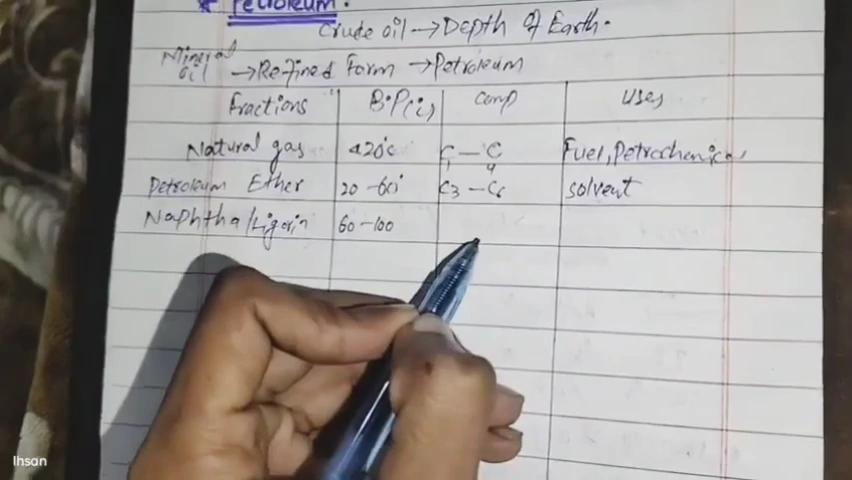 * Petroleum.
Crude oil → Depth of Earth.
Mineral oil → Refined Form → Petroleum
Fractions B.P(i) Comp Uses
Natural gas <20°c C1 — C4 Fuel, Petrochemical
Petroleum Ether 20 - 60° C3 — C6 solvent
Naphtha/Ligorin 60 - 100
Ihsan